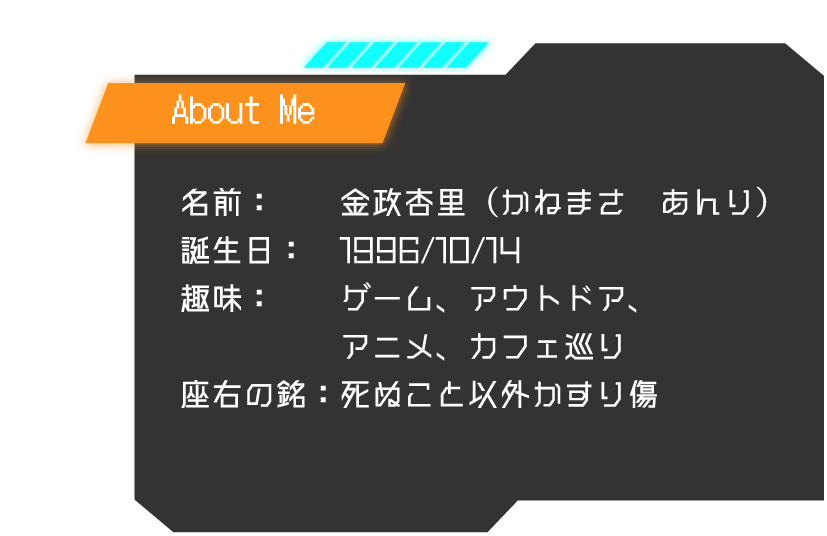 About Me
名前：　　金政杏里（かねまさ　あんり）
誕生日：　1996/10/14
趣味：　　ゲーム、アウトドア、
アニメ、カフェ巡り
座右の銘：死ぬこと以外かすり傷